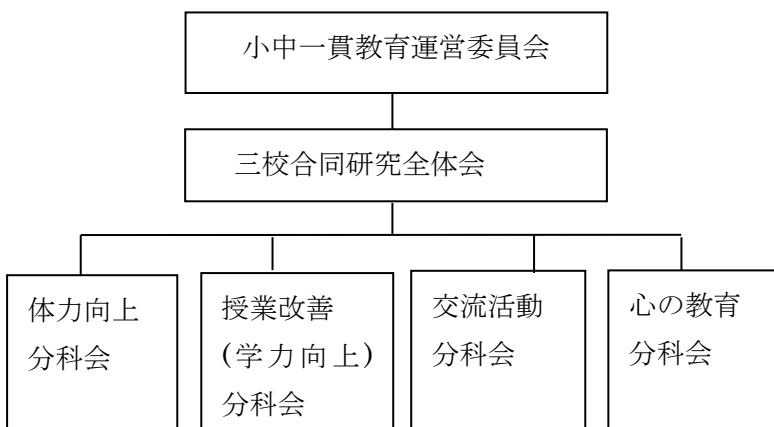 小中一貫教育運営委員会
三校合同研究全体会
体力向上
分科会
授業改善
(学力向上)
分科会
交流活動
分科会
心の教育
分科会